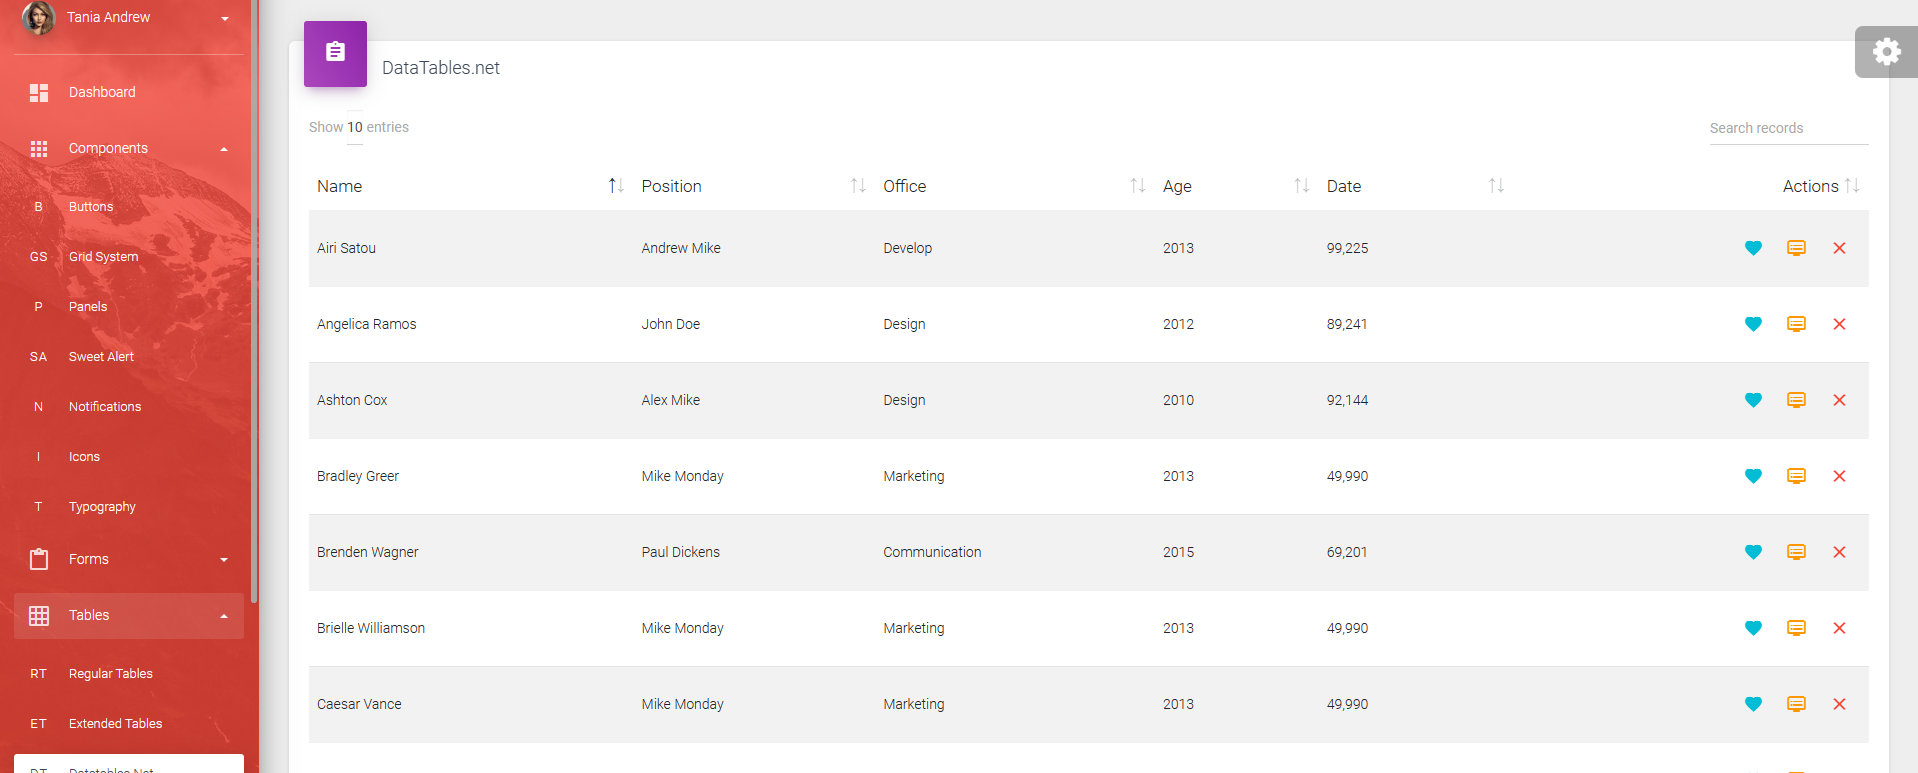 Tania Andrew
Dashboard
Components
B Buttons
GS Grid System
P Panels
SA Sweet Alert
N Notifications
I Icons
T Typography
Forms
Tables
RT Regular Tables
ET Extended Tables
DT Datatables.Net
DataTables.net
Show 10 entries
Search records
Name Position Office Age Date Actions
Airi Satou Andrew Mike Develop 2013 99,225
Angelica Ramos John Doe Design 2012 89,241
Ashton Cox Alex Mike Design 2010 92,144
Bradley Greer Mike Monday Marketing 2013 49,990
Brenden Wagner Paul Dickens Communication 2015 69,201
Brielle Williamson Mike Monday Marketing 2013 49,990
Caesar Vance Mike Monday Marketing 2013 49,990